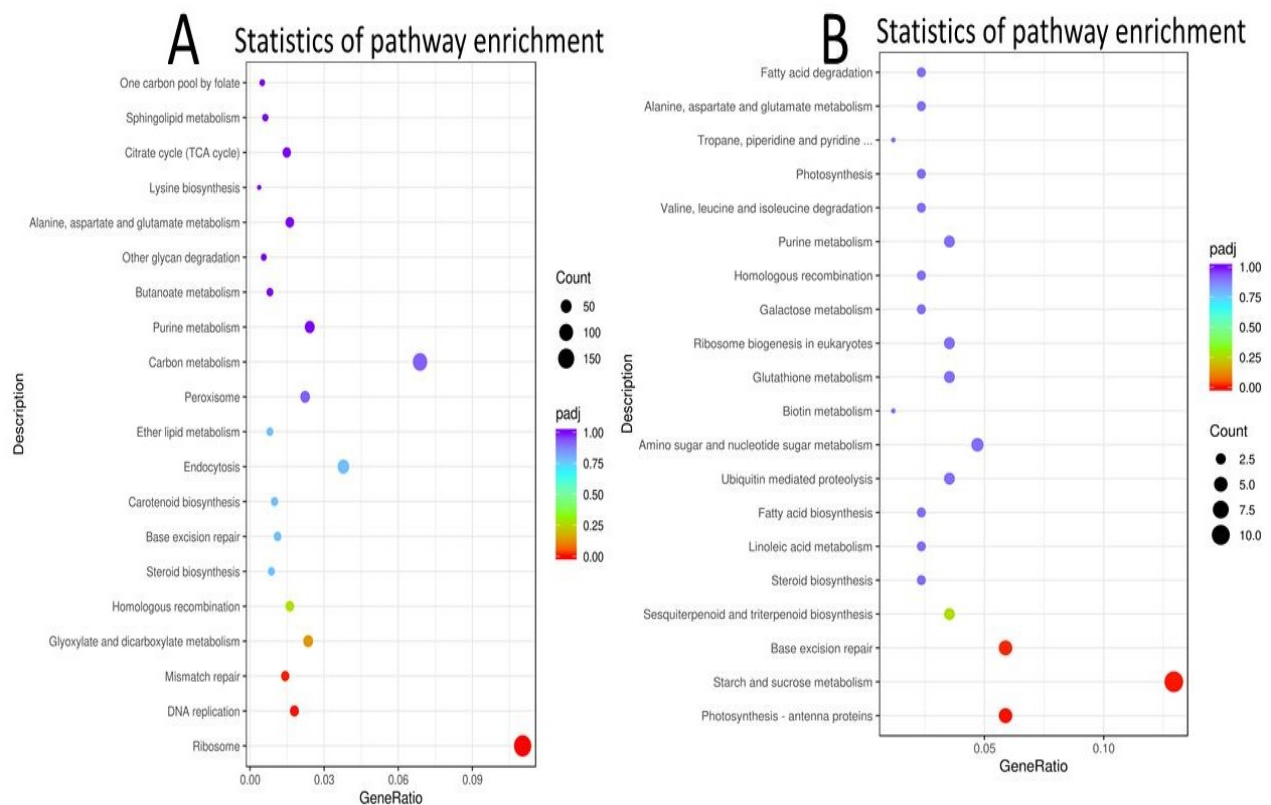 A
Statistics of pathway enrichment
One carbon pool by folate
Sphingolipid metabolism
Citrate cycle (TCA cycle)
Lysine biosynthesis
Alanine, aspartate and glutamate metabolism
Other glycan degradation
Butanoate metabolism
Purine metabolism
Carbon metabolism
Peroxisome
Ether lipid metabolism
Endocytosis
Carotenoid biosynthesis
Base excision repair
Steroid biosynthesis
Homologous recombination
Glyoxylate and dicarboxylate metabolism
Mismatch repair
DNA replication
Ribosome
Description
0.00 0.03 0.06 0.09
GeneRatio
Count
50
100
150
padj
1.00
0.75
0.50
0.25
0.00
B
Statistics of pathway enrichment
Fatty acid degradation
Alanine, aspartate and glutamate metabolism
Tropane, piperidine and pyridine ...
Photosynthesis
Valine, leucine and isoleucine degradation
Purine metabolism
Homologous recombination
Galactose metabolism
Ribosome biogenesis in eukaryotes
Glutathione metabolism
Biotin metabolism
Amino sugar and nucleotide sugar metabolism
Ubiquitin mediated proteolysis
Fatty acid biosynthesis
Linoleic acid metabolism
Steroid biosynthesis
Sesquiterpenoid and triterpenoid biosynthesis
Base excision repair
Starch and sucrose metabolism
Photosynthesis - antenna proteins
Description
0.05 0.10
GeneRatio
padj
1.00
0.75
0.50
0.25
0.00
Count
2.5
5.0
7.5
10.0